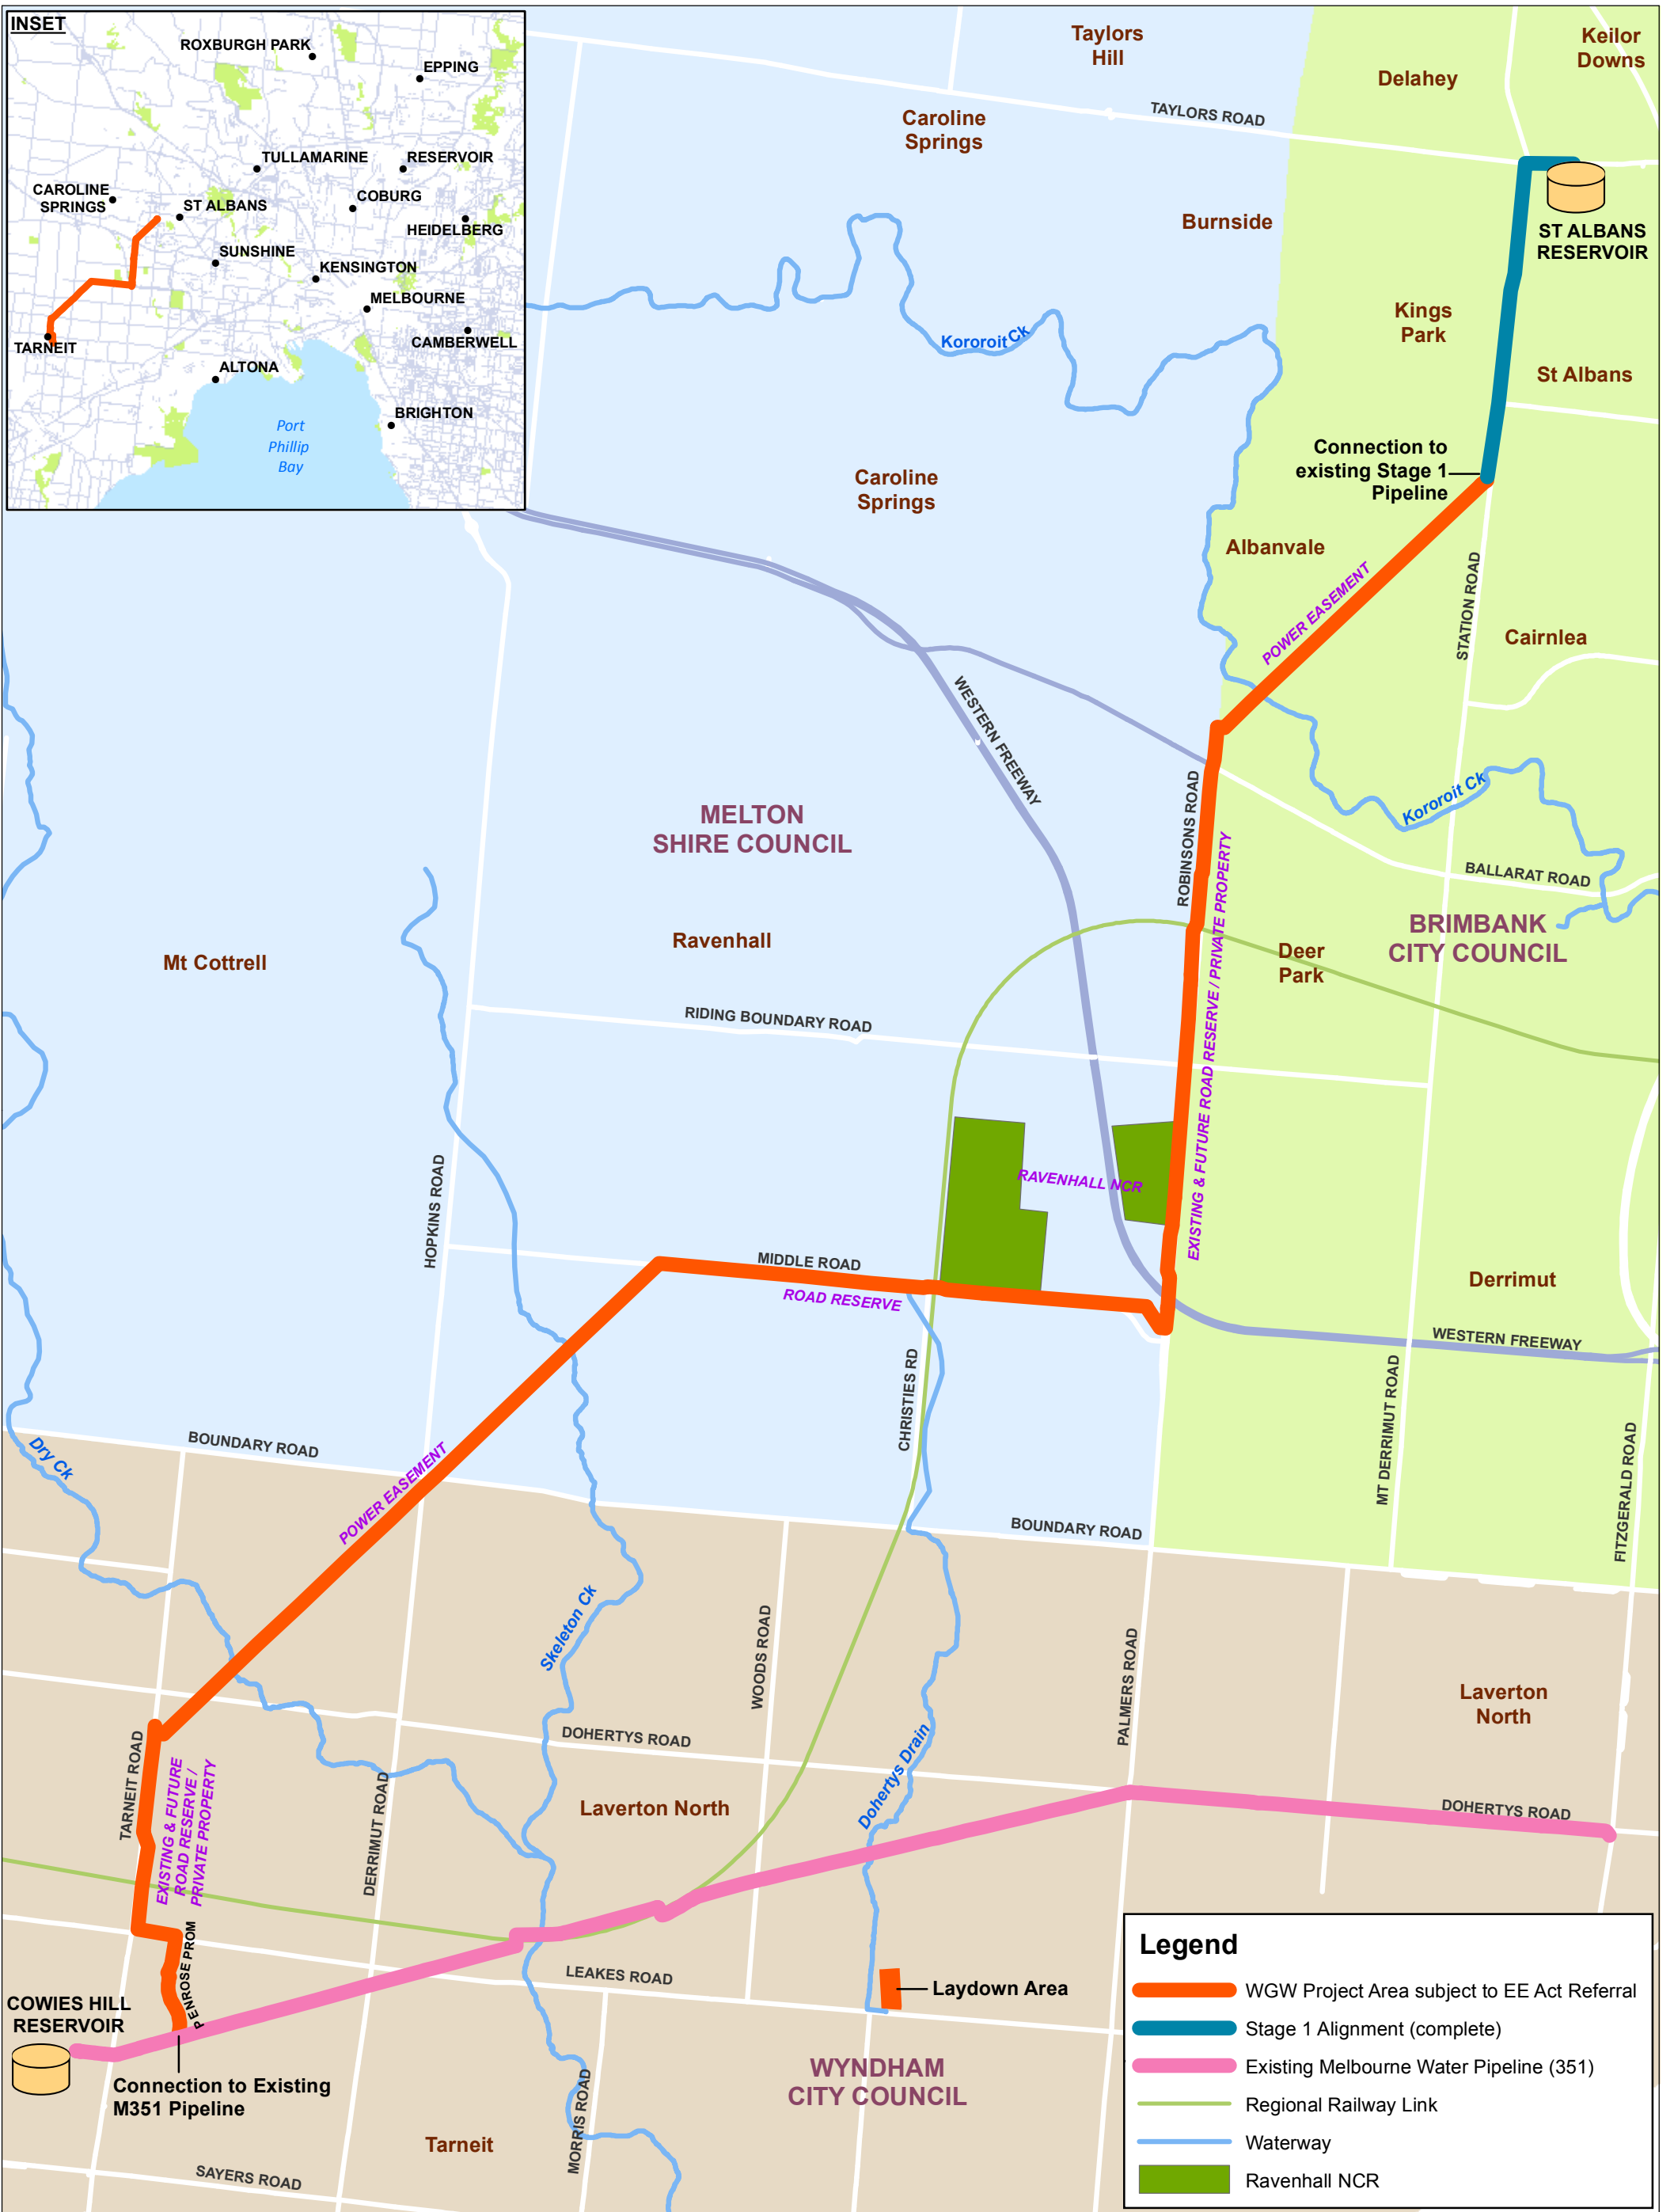 INSET
ROXBURGH PARK
EPPING
TULLAMARINE
RESERVOIR
CAROLINE
SPRINGS
ST ALBANS
COBURG
HEIDELBERG
SUNSHINE
KENSINGTON
MELBOURNE
TARNEIT
CAMBERWELL
ALTONA
BRIGHTON
Port
Phillip
Bay
Taylors
Hill
Keilor
Downs
Delahey
TAYLORS ROAD
Caroline
Springs
Burnside
ST ALBANS
RESERVOIR
Kings
Park
Kororoit Ck
St Albans
Connection to
existing Stage 1
Pipeline
Caroline
Springs
Albanvale
POWER EASEMENT
STATION ROAD
Cairnlea
WESTERN FREEWAY
MELTON
SHIRE COUNCIL
ROBINSONS ROAD
Kororoit Ck
BALLARAT ROAD
BRIMBANK
CITY COUNCIL
Ravenhall
Mt Cottrell
Deer
Park
EXISTING & FUTURE ROAD RESERVE / PRIVATE PROPERTY
RIDING BOUNDARY ROAD
RAVENHALL NCR
HOPKINS ROAD
MIDDLE ROAD
ROAD RESERVE
Derrimut
WESTERN FREEWAY
CHRISTIES RD
MT DERRIMUT ROAD
FITZGERALD ROAD
BOUNDARY ROAD
Dry Ck
POWER EASEMENT
BOUNDARY ROAD
Skeleton Ck
WOODS ROAD
PALMERS ROAD
Laverton
North
DOHERTYS ROAD
TARNEIT ROAD
EXISTING & FUTURE
ROAD RESERVE /
PRIVATE PROPERTY
DERRIMUT ROAD
Laverton North
Dohertys Drain
DOHERTYS ROAD
PENROSE PROM
LEAKES ROAD
Laydown Area
COWIES HILL
RESERVOIR
Connection to Existing
M351 Pipeline
WYNDHAM
CITY COUNCIL
MORRIS ROAD
Tarneit
SAYERS ROAD
Legend
WGW Project Area subject to EE Act Referral
Stage 1 Alignment (complete)
Existing Melbourne Water Pipeline (351)
Regional Railway Link
Waterway
Ravenhall NCR